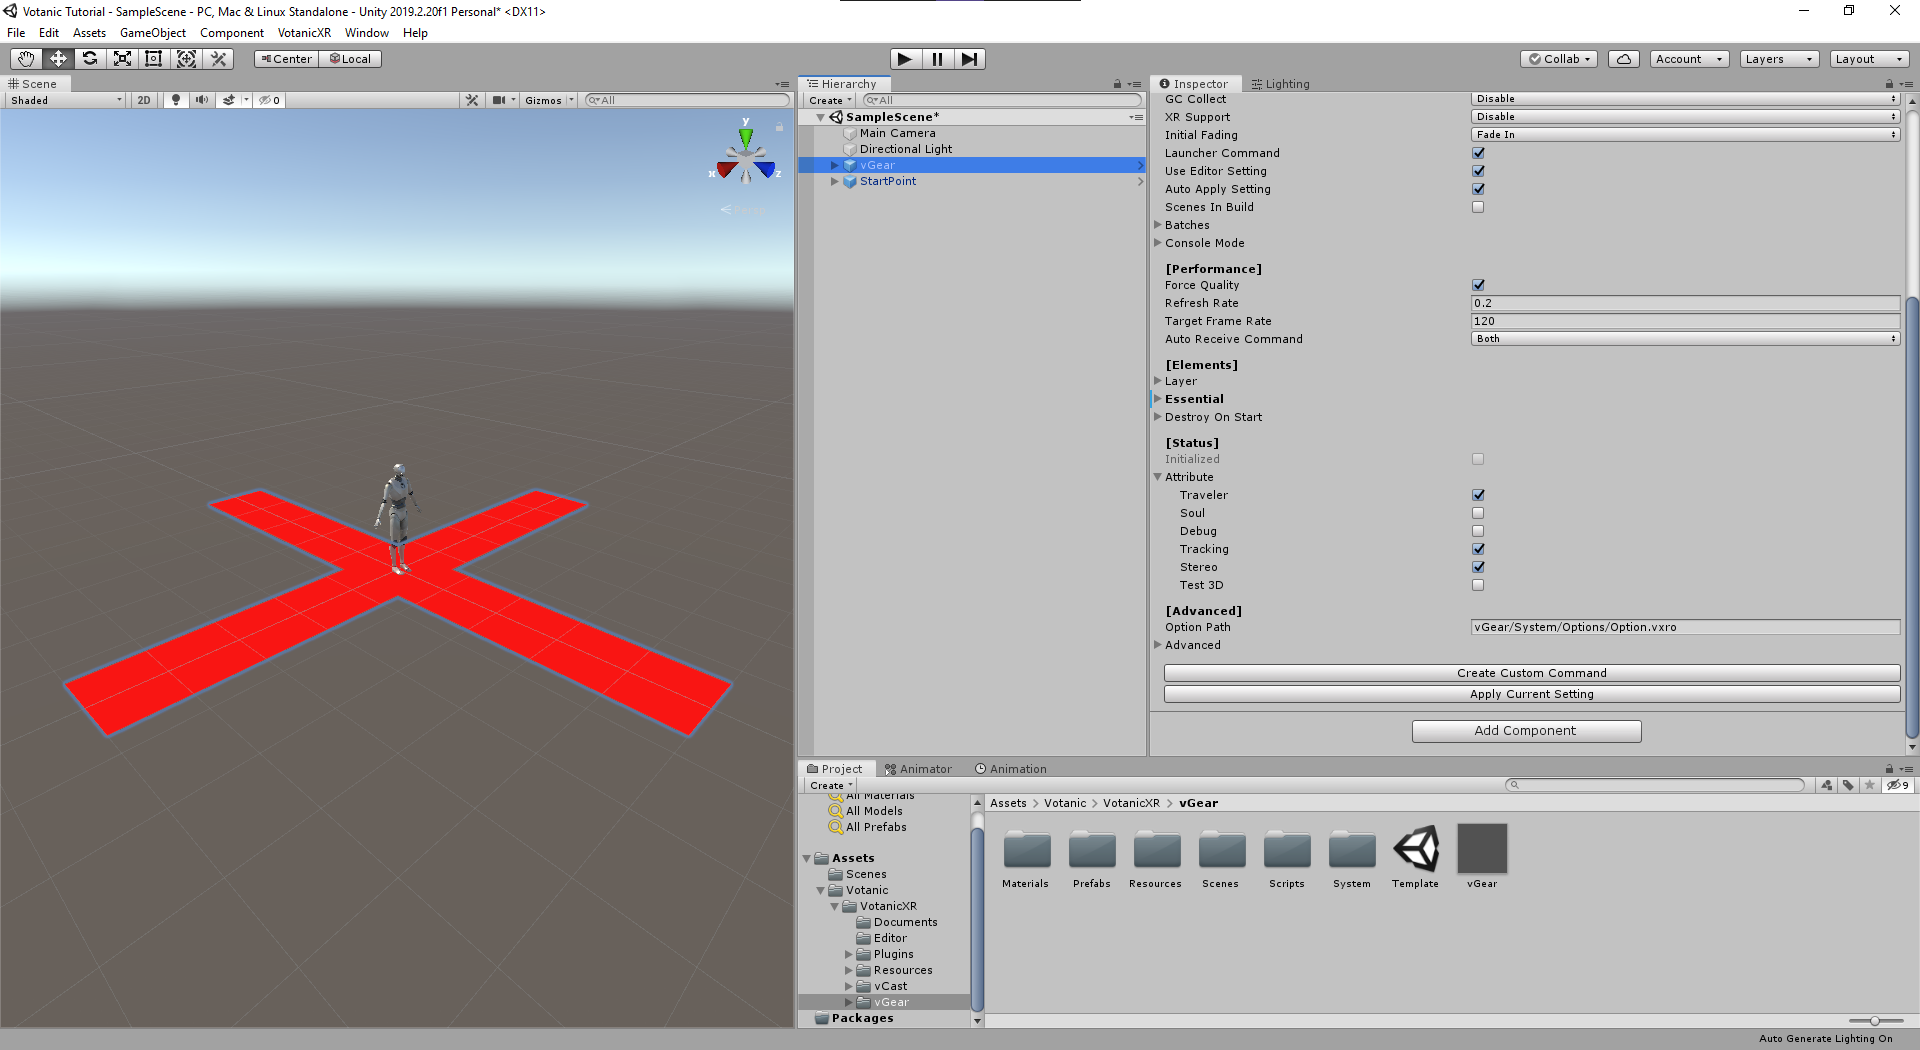 Votanic Tutorial - SampleScene - PC, Mac & Linux Standalone - Unity 2019.2.20f1 Personal* <DX11>
File Edit Assets GameObject Component VotanicXR Window Help
Center Local Collab Account Layers Layout
Scene
Shaded 2D 0 Gizmos All
y
x z
Persp
Hierarchy
Create All
SampleScene*
Main Camera
Directional Light
vGear
StartPoint
Inspector Lighting
GC Collect Disable
XR Support Disable
Initial Fading Fade In
Launcher Command
Use Editor Setting
Auto Apply Setting
Scenes In Build
Batches
Console Mode
[Performance]
Force Quality
Refresh Rate 0.2
Target Frame Rate 120
Auto Receive Command Both
[Elements]
Layer
Essential
Destroy On Start
[Status]
Initialized
Attribute
Traveler
Soul
Debug
Tracking
Stereo
Test 3D
[Advanced]
Option Path vGear/System/Options/Option.vxro
Advanced
Create Custom Command
Apply Current Setting
Add Component
Project Animator Animation
Create 9
All Materials
All Models
All Prefabs
Assets
Scenes
Votanic
VotanicXR
Documents
Editor
Plugins
Resources
vCast
vGear
Packages
Assets > Votanic > VotanicXR > vGear
Materials Prefabs Resources Scenes Scripts System Template vGear
Auto Generate Lighting On